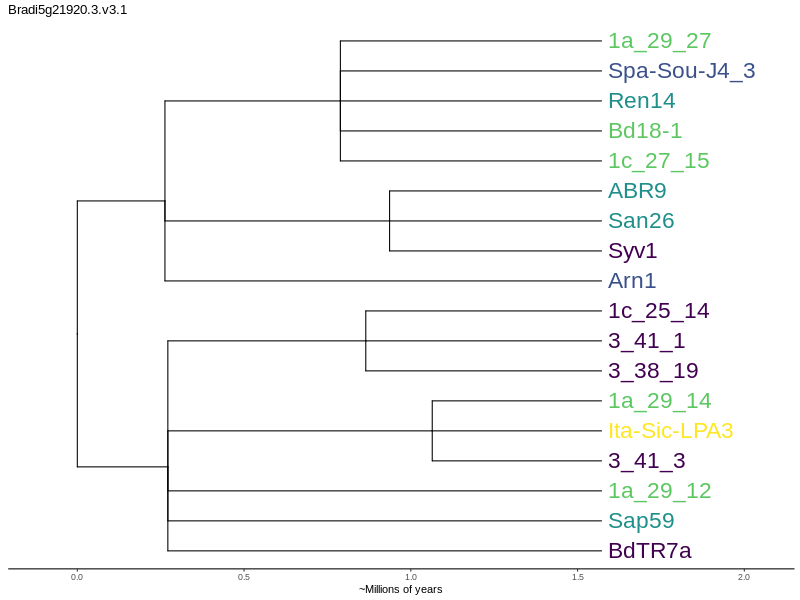 Bradi5g21920.3.v3.1
1a_29_27
Spa-Sou-J4_3
Ren14
Bd18-1
1c_27_15
ABR9
San26
Syv1
Arn1
1c_25_14
3_41_1
3_38_19
1a_29_14
Ita-Sic-LPA3
3_41_3
1a_29_12
Sap59
BdTR7a
0.0 0.5 1.0 1.5 2.0
~Millions of years